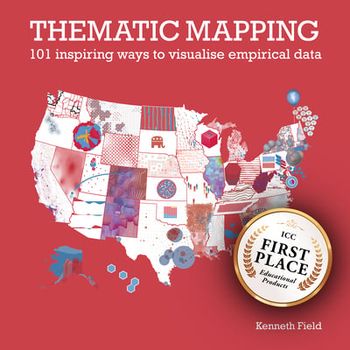 THEMATIC MAPPING
101 inspiring ways to visualise empirical data
ICC
FIRST
PLACE
Educational
Products
Kenneth Field